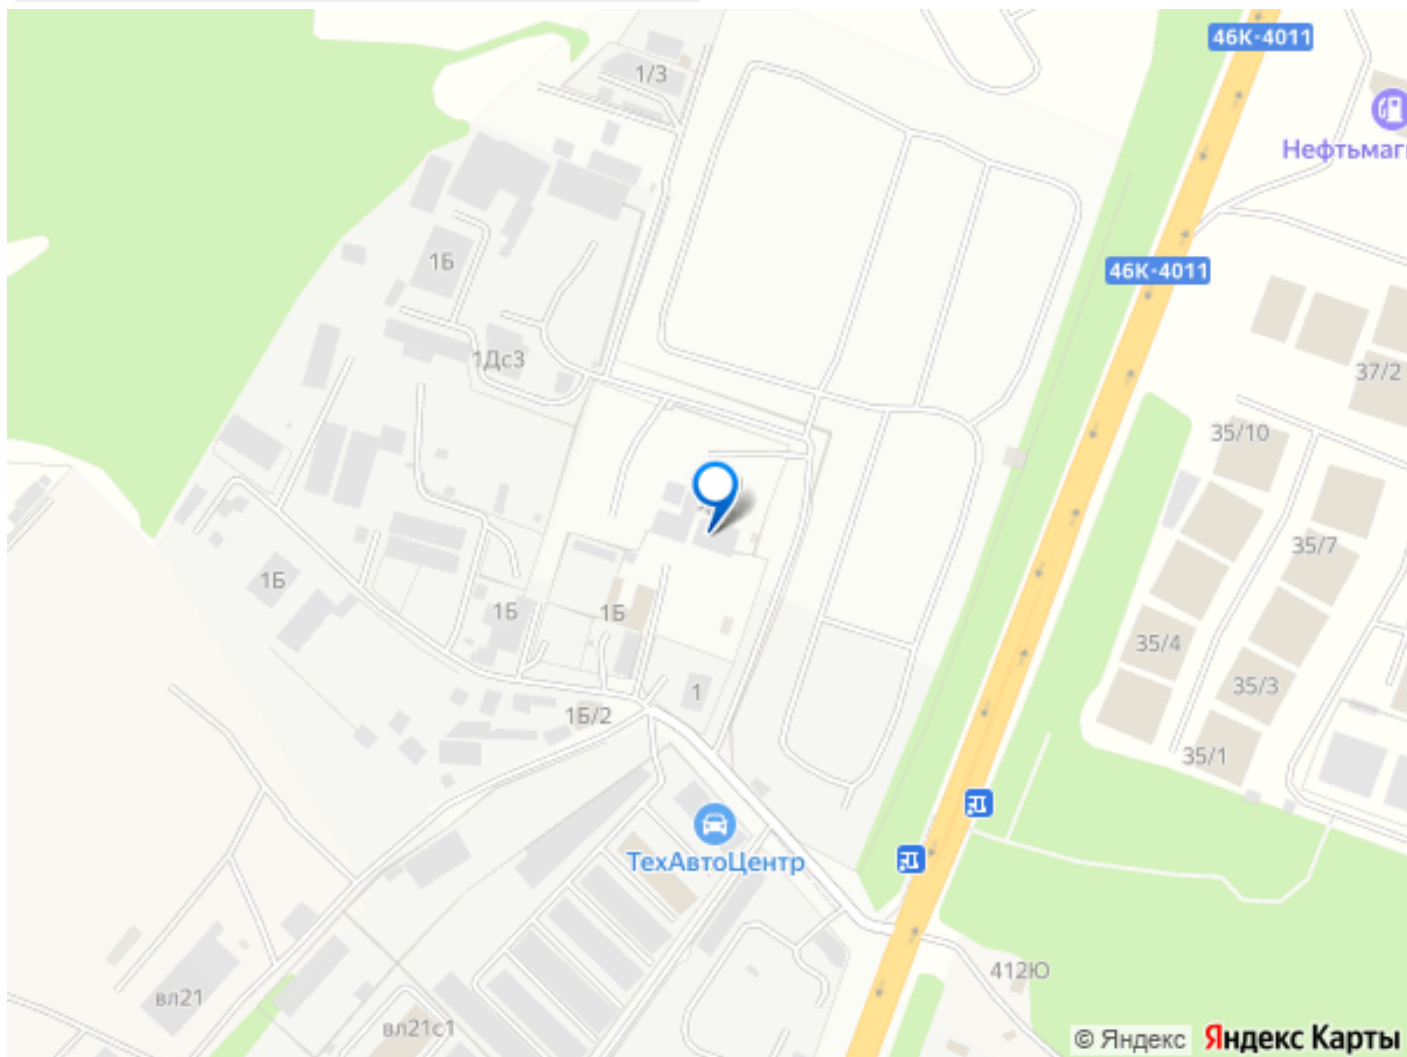 46К-4011
1/3
Нефтьмаг
46К-4011
1Б
1Дс3
37/2
35/10
35/7
1Б
1Б
1Б
35/4
35/3
1
1Б/2
35/1
ТехАвтоЦентр
412Ю
вл21
вл21с1
© Яндекс Яндекс Карты